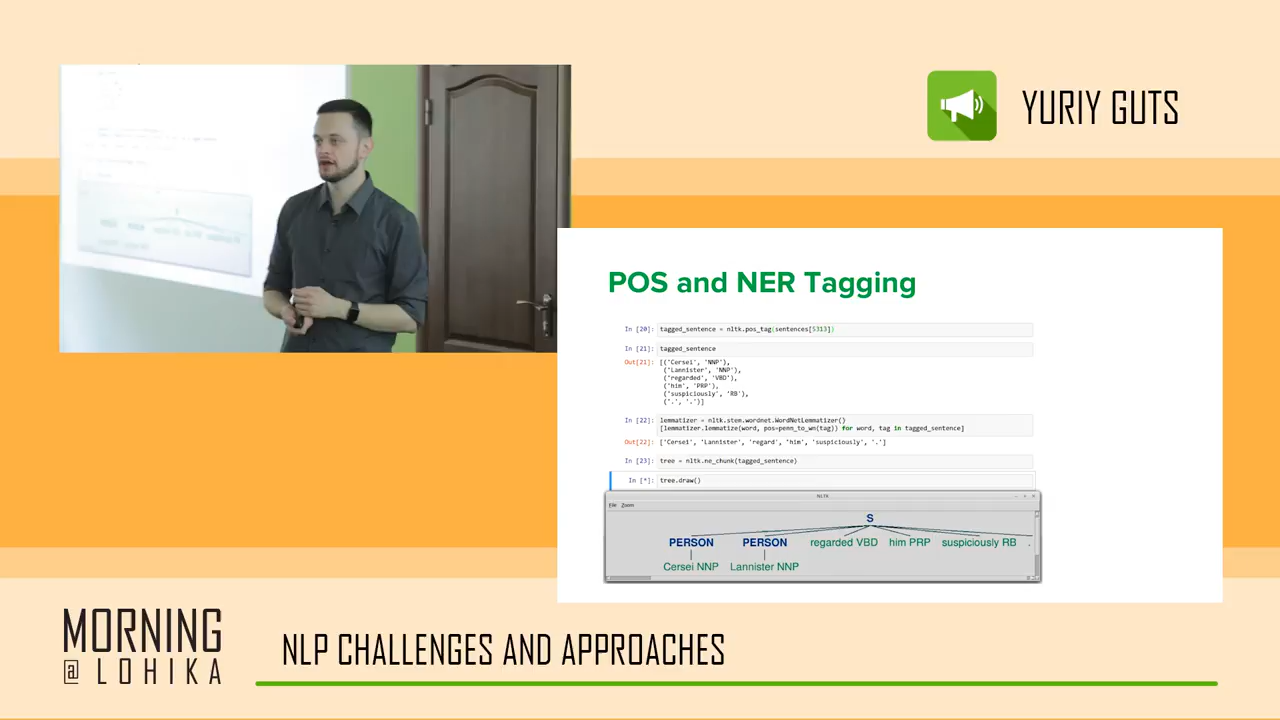 YURIY GUTS
POS and NER Tagging
In [20]: tagged_sentence = nltk.pos_tag(sentences[5313])
In [21]: tagged_sentence
Out[21]: [('Cersei', 'NNP'),
('Lannister', 'NNP'),
('regarded', 'VBD'),
('him', 'PRP'),
('suspiciously', 'RB'),
('.', '.')]
In [22]: lemmatizer = nltk.stem.wordnet.WordNetLemmatizer()
[lemmatizer.lemmatize(word, pos=penn_to_wn(tag)) for word, tag in tagged_sentence]
Out[22]: ['Cersei', 'Lannister', 'regard', 'him', 'suspiciously', '.']
In [23]: tree = nltk.ne_chunk(tagged_sentence)
In [*]: tree.draw()
NLTK
File Zoom
S
PERSON PERSON regarded VBD him PRP suspiciously RB .
Cersei NNP Lannister NNP
MORNING
@ LOHIKA
NLP CHALLENGES AND APPROACHES